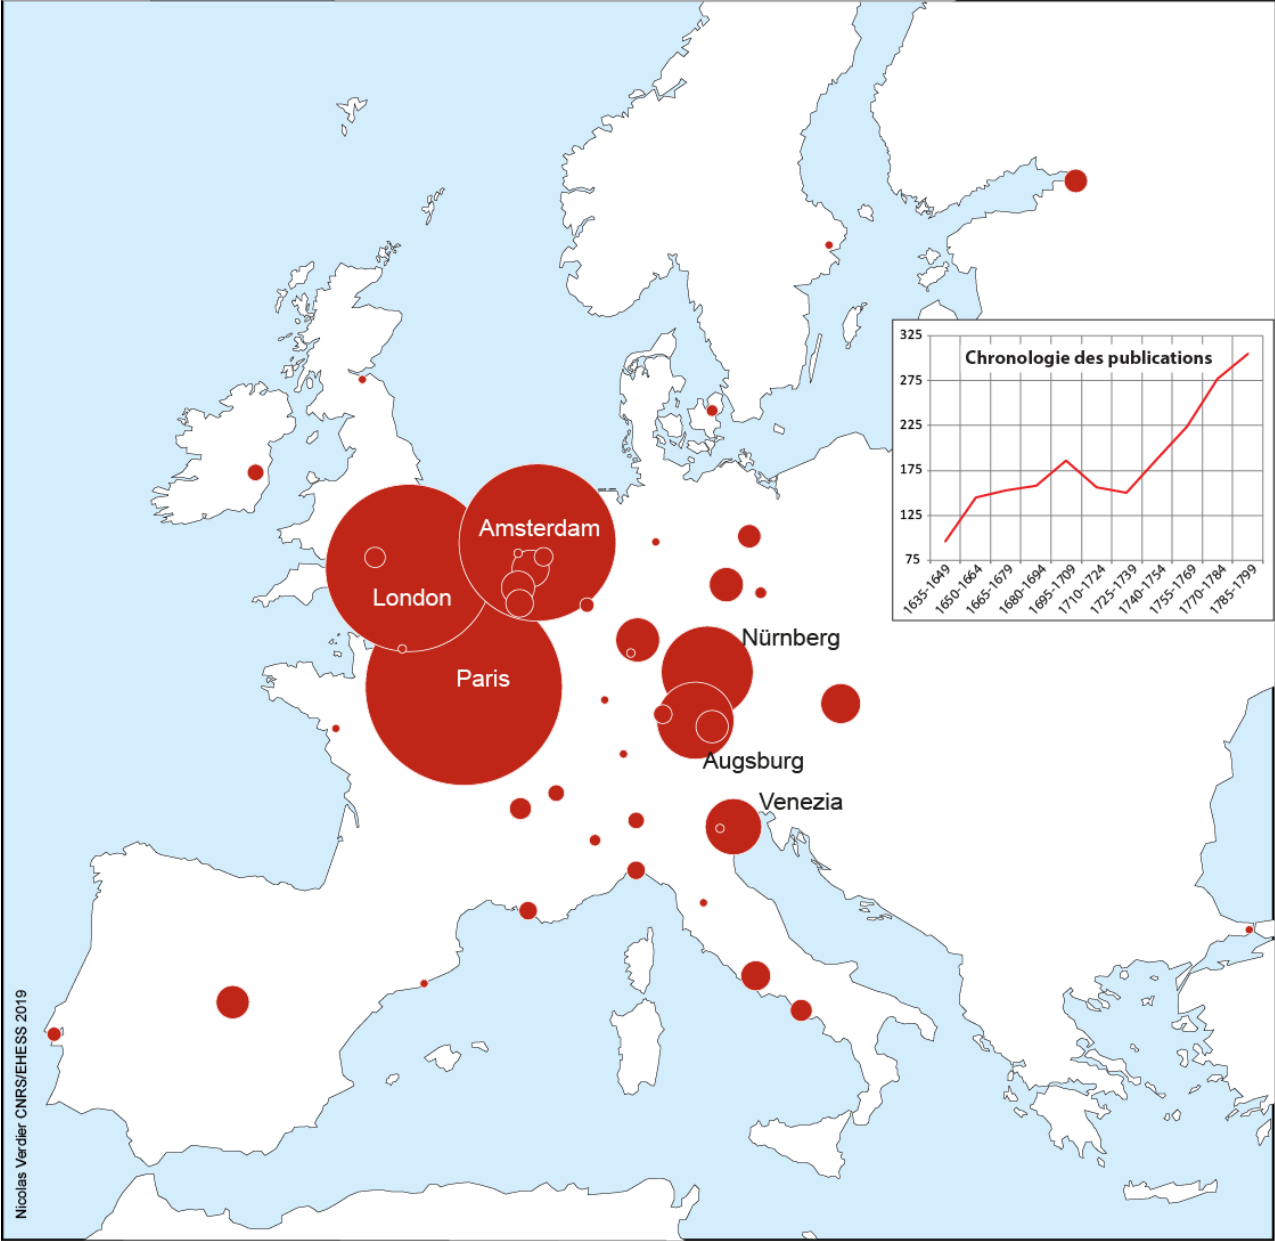 Amsterdam
London
Paris
Nürnberg
Augsburg
Venezia
Chronologie des publications
325
275
225
175
125
75
1635-1649
1650-1664
1665-1679
1680-1694
1695-1709
1710-1724
1725-1739
1740-1754
1755-1769
1770-1784
1785-1799
Nicolas Verdier CNRS/EHESS 2019